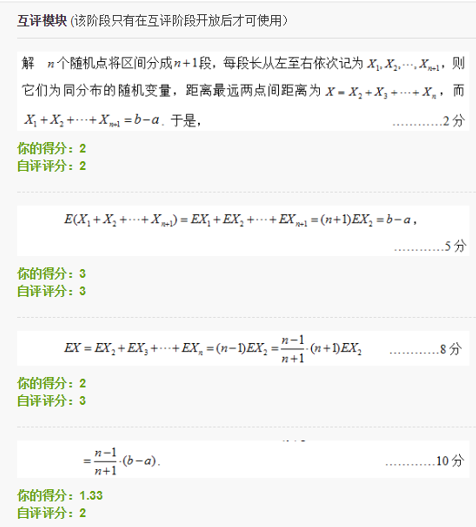 互评模块 (该阶段只有在互评阶段开放后才可使用)
解 n个随机点将区间分成n+1段，每段长从左至右依次记为 X₁,X₂,⋯,Xₙ₊₁，则
它们为同分布的随机变量，距离最远两点间距离为 X=X₂+X₃+⋯+Xₙ，而
X₁+X₂+⋯+Xₙ₊₁=b−a. 于是， …………2 分
你的得分：2
自评评分：2
E(X₁+X₂+⋯+Xₙ₊₁)=EX₁+EX₂+⋯+EXₙ₊₁=(n+1)EX₂=b−a，
…………5 分
你的得分：3
自评评分：3
EX=EX₂+EX₃+⋯+EXₙ=(n−1)EX₂=\frac{n−1}{n+1}·(n+1)EX₂ …………8 分
你的得分：2
自评评分：3
=\frac{n−1}{n+1}·(b−a). …………10 分
你的得分：1.33
自评评分：2